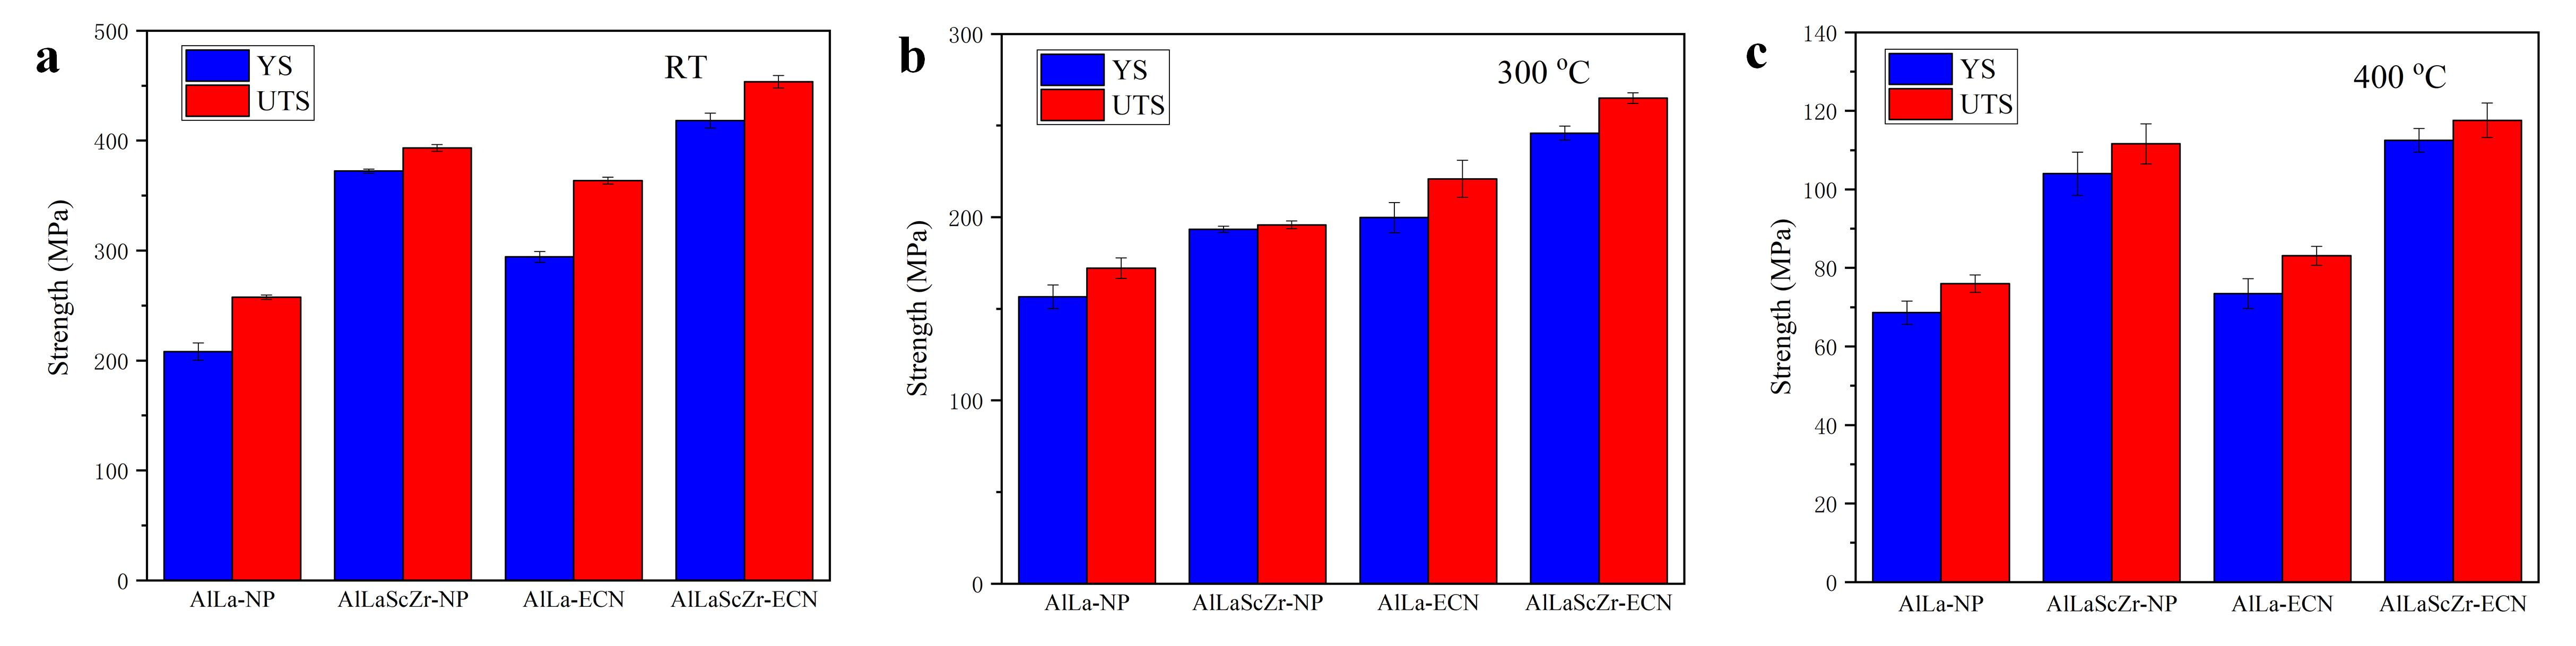 a
YS
UTS
RT
Strength (MPa)
500
400
300
200
100
0
AlLa-NP
AlLaScZr-NP
AlLa-ECN
AlLaScZr-ECN
b
YS
UTS
300 ºC
Strength (MPa)
300
200
100
0
AlLa-NP
AlLaScZr-NP
AlLa-ECN
AlLaScZr-ECN
c
YS
UTS
400 ºC
Strength (MPa)
140
120
100
80
60
40
20
0
AlLa-NP
AlLaScZr-NP
AlLa-ECN
AlLaScZr-ECN